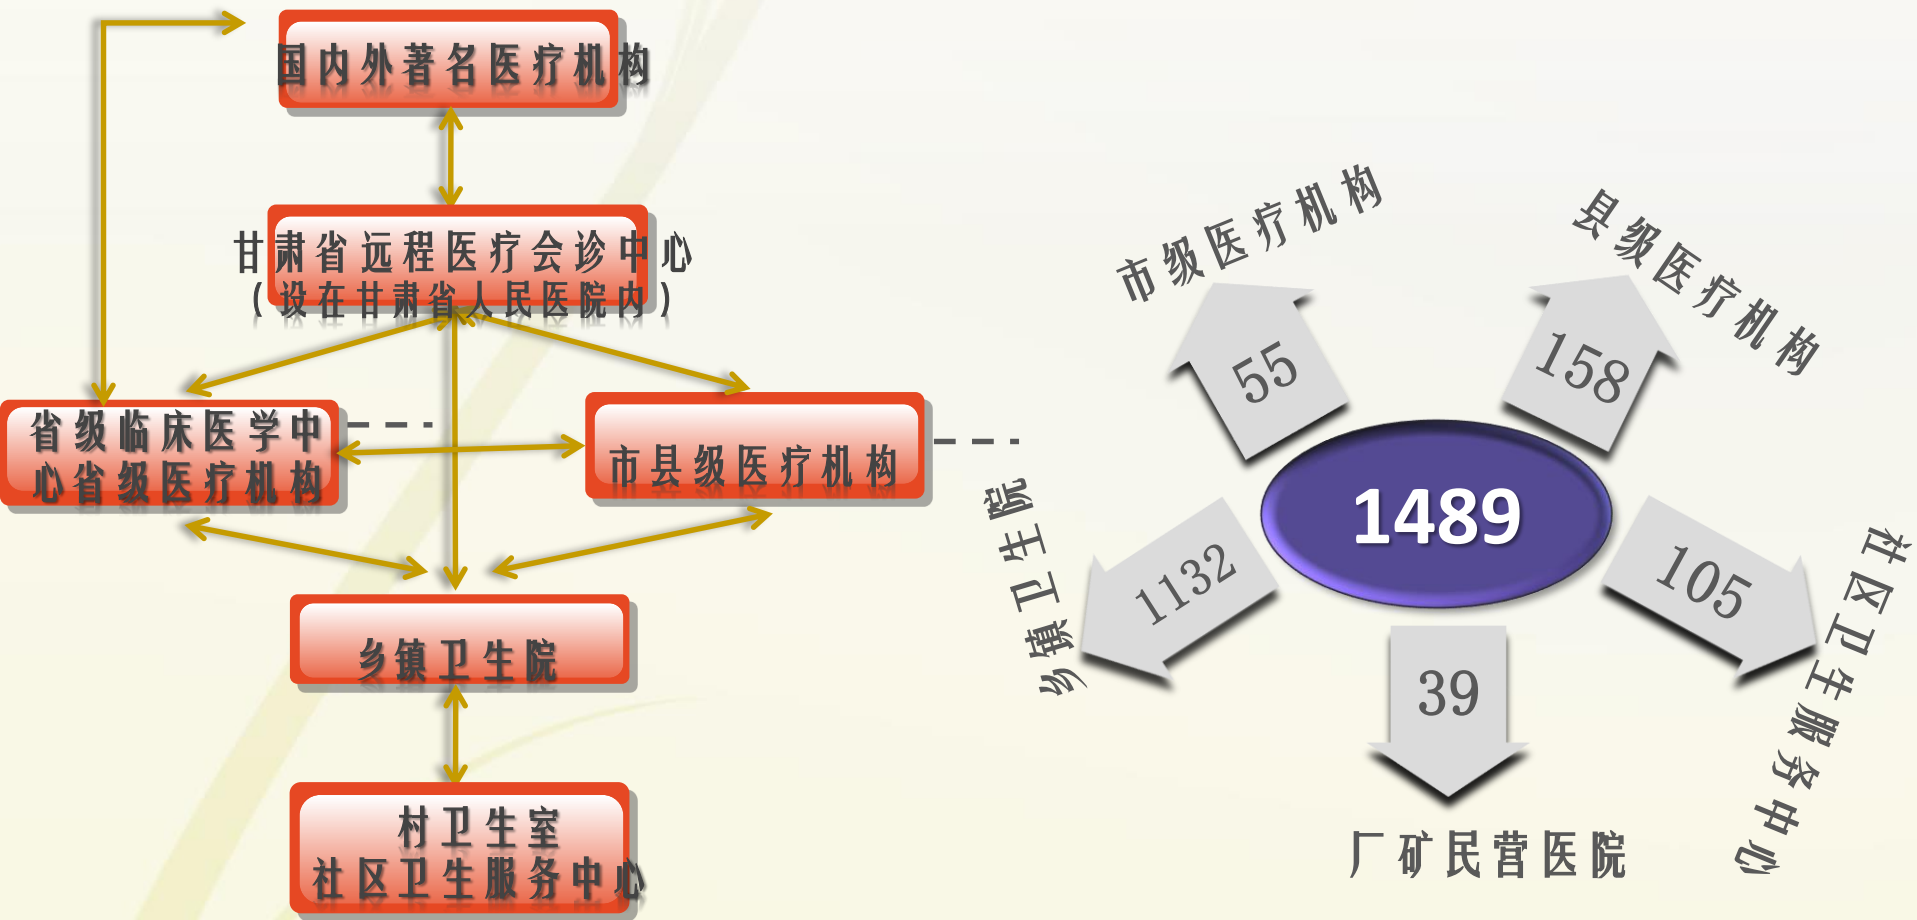 国内外著名医疗机构
甘肃省远程医疗会诊中心
（设在甘肃省人民医院内）
省级临床医学中
心省级医疗机构
市县级医疗机构
乡镇卫生院
村卫生室
社区卫生服务中心
市级医疗机构
县级医疗机构
55
158
1489
乡镇卫生院
1132
105
社区卫生服务中心
39
厂矿民营医院